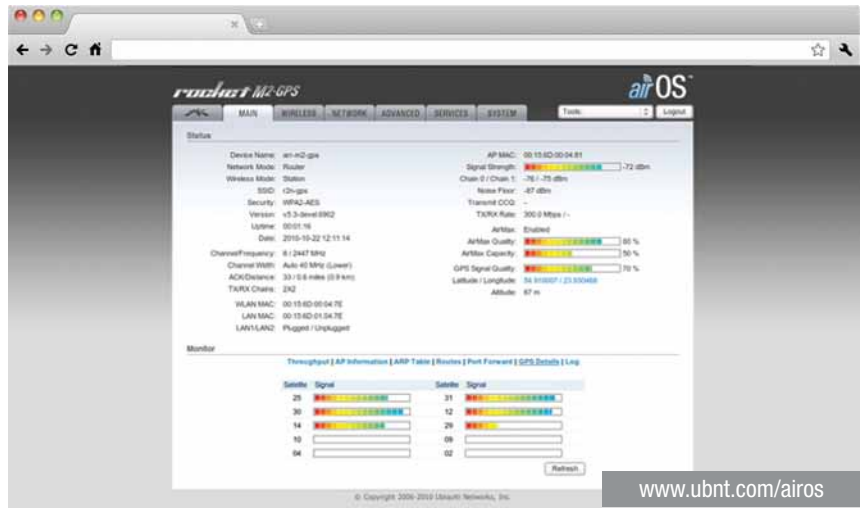 rocket M2-GPS
airOS™
MAIN WIRELESS NETWORK ADVANCED SERVICES SYSTEM Tools: Logout
Status
Device Name: arr-m2-gps
Network Mode: Router
Wireless Mode: Station
SSID: r2n-gps
Security: WPA2-AES
Version: v5.3-devel.6962
Uptime: 00:01:16
Date: 2010-10-22 12:11:14
Channel/Frequency: 8 / 2447 MHz
Channel Width: Auto 40 MHz (Lower)
ACK/Distance: 33 / 0.6 miles (0.9 km)
TX/RX Chains: 2X2
WLAN MAC: 00:15:6D:00:04:7E
LAN MAC: 00:15:6D:01:04:7E
LAN1/LAN2: Plugged / Unplugged
AP MAC: 00:15:6D:00:04:81
Signal Strength: -72 dBm
Chain 0 / Chain 1: -76 / -75 dBm
Noise Floor: -87 dBm
Transmit CCQ: -
TX/RX Rate: 300.0 Mbps / -
AirMax: Enabled
AirMax Quality: 80 %
AirMax Capacity: 50 %
GPS Signal Quality: 70 %
Latitude / Longitude:
Altitude: 67 m
Monitor
Throughput | AP Information | ARP Table | Routes | Port Forward | GPS Details | Log
Satellite Signal Satellite Signal
25 31
30 12
14 29
10 09
04 02
Refresh
© Copyright 2006-2010 Ubiquiti Networks, Inc.
www.ubnt.com/airos